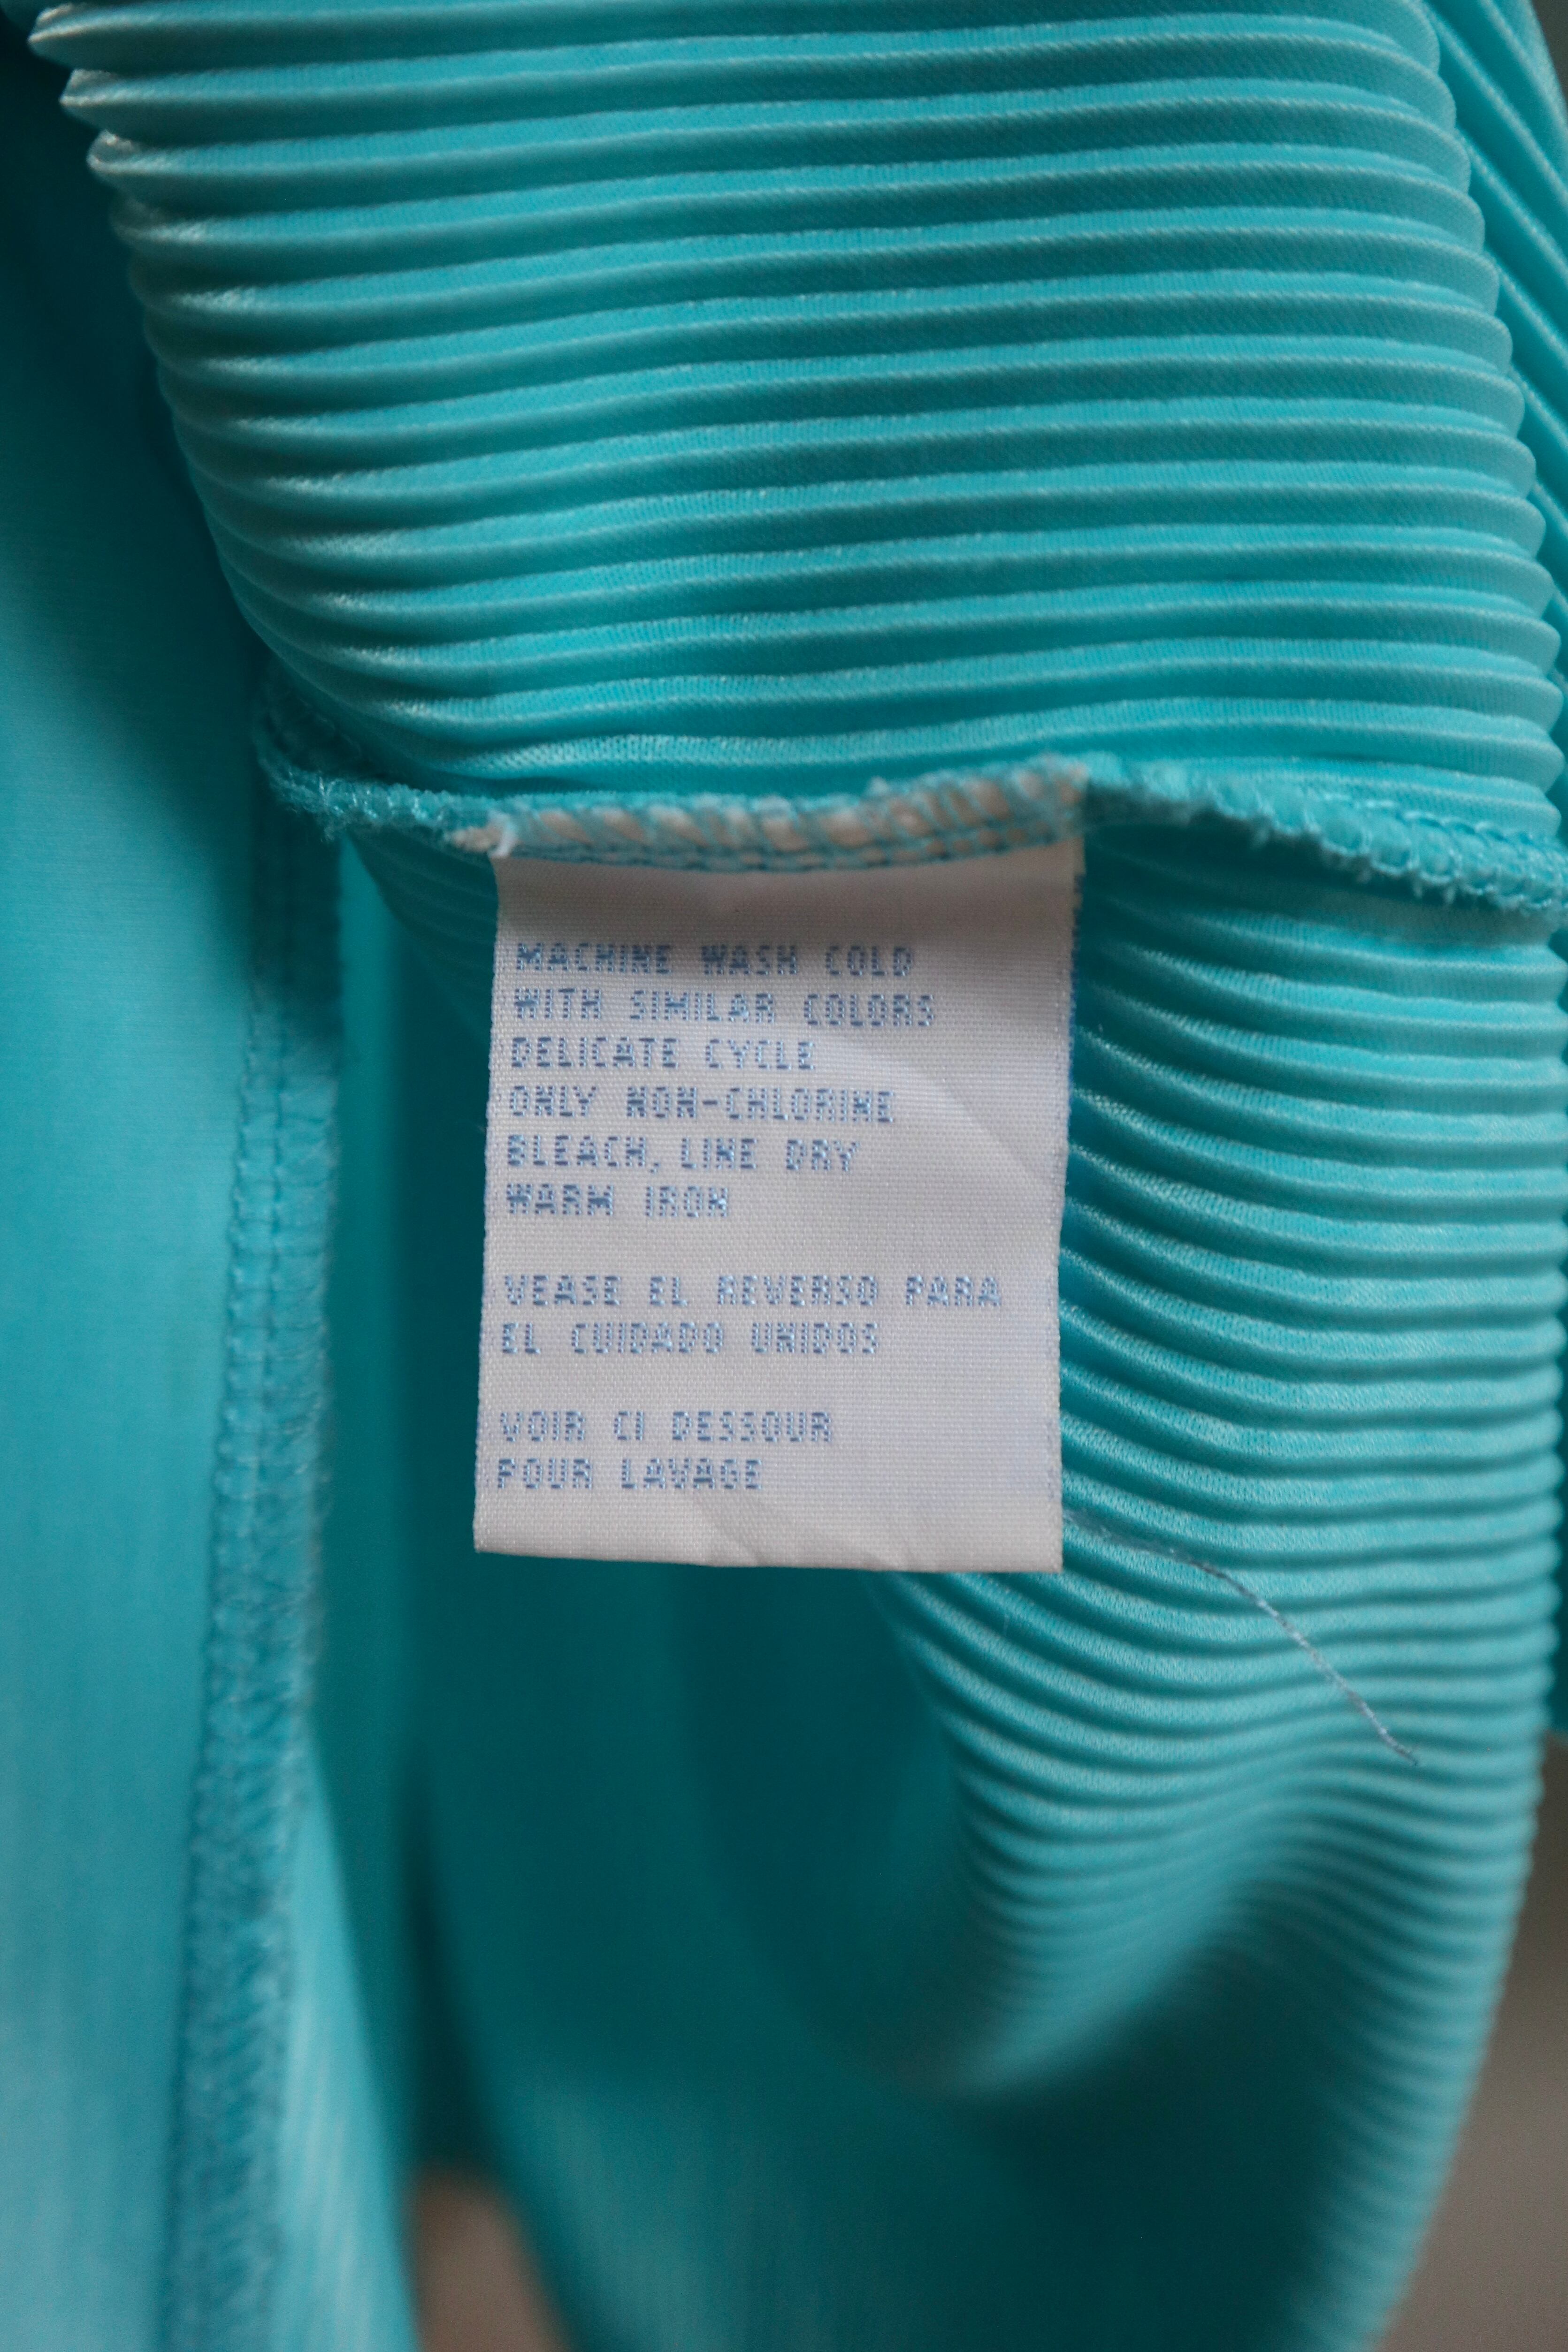 MACHINE WASH COLD
WITH SIMILAR COLORS
DELICATE CYCLE
ONLY NON-CHLORINE
BLEACH, LINE DRY
WARM IRON
VEASE EL REVERSO PARA
EL CUIDADO UNIDOS
VOIR CI DESSOUR
POUR LAVAGE